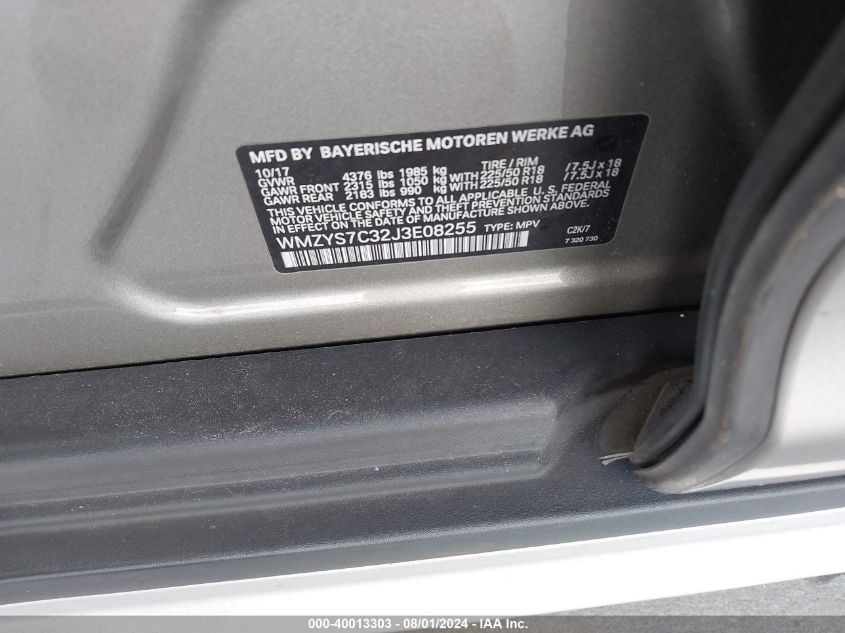 MFD BY BAYERISCHE MOTOREN WERKE AG
10/17 TIRE / RIM
GVWR 4376 lbs 1985 kg
GAWR FRONT 2315 lbs 1050 kg WITH 225/50 R18 /7.5J x 18
GAWR REAR 2183 lbs 990 kg WITH 225/50 R18 /7.5J x 18
THIS VEHICLE CONFORMS TO ALL APPLICABLE U. S. FEDERAL
MOTOR VEHICLE SAFETY AND THEFT PREVENTION STANDARDS
IN EFFECT ON THE DATE OF MANUFACTURE SHOWN ABOVE.
WMZYS7C32J3E08255 TYPE: MPV C2K/7
7 320 730
000-40013303 - 08/01/2024 - IAA Inc.